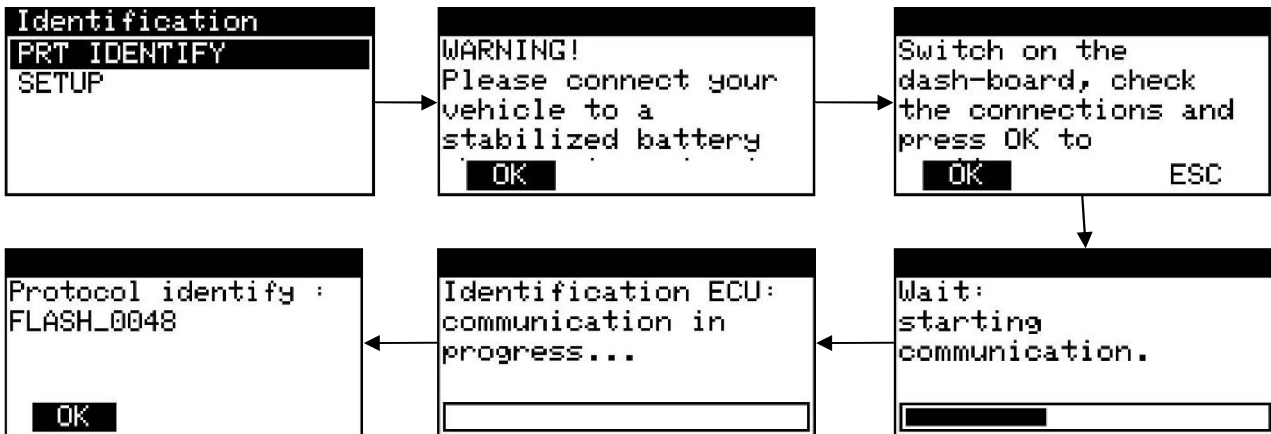 Identification
PRT IDENTIFY
SETUP
WARNING!
Please connect your
vehicle to a
stabilized battery
OK
Switch on the
dash-board, check
the connections and
press OK to
OK ESC
Wait:
starting
communication.
Identification ECU:
communication in
progress...
Protocol identify :
FLASH_0048
OK